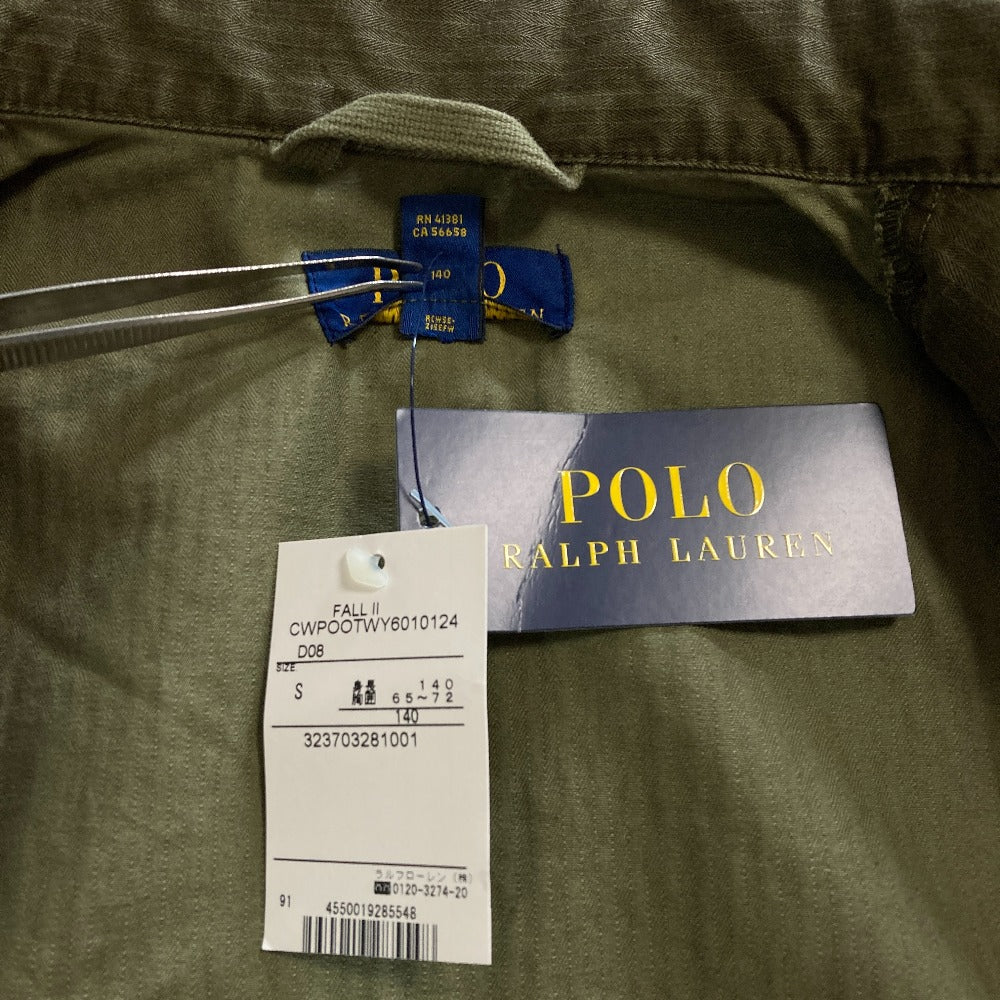 RN 41381
CA 56658
140
POLO
RALPH LAUREN
FALL II
CWPOOTWY6010124
D08
SIZE
S 身長 140
胸囲 65～72
140
323703281001
ラルフローレン（株）
0120-3274-20
91 4550019285548